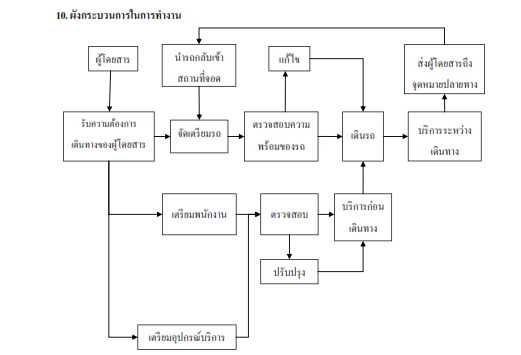 10. ผังกระบวนการในการทำงาน
ผู้โดยสาร
นำรถกลับเข้า
สถานที่จอด
แก้ไข
ส่งผู้โดยสารถึง
จุดหมายปลายทาง
รับความต้องการ
เดินทางของผู้โดยสาร
จัดเตรียมรถ
ตรวจสอบความ
พร้อมของรถ
เดินรถ
บริการระหว่าง
เดินทาง
เตรียมพนักงาน
ตรวจสอบ
บริการก่อน
เดินทาง
ปรับปรุง
เตรียมอุปกรณ์บริการ